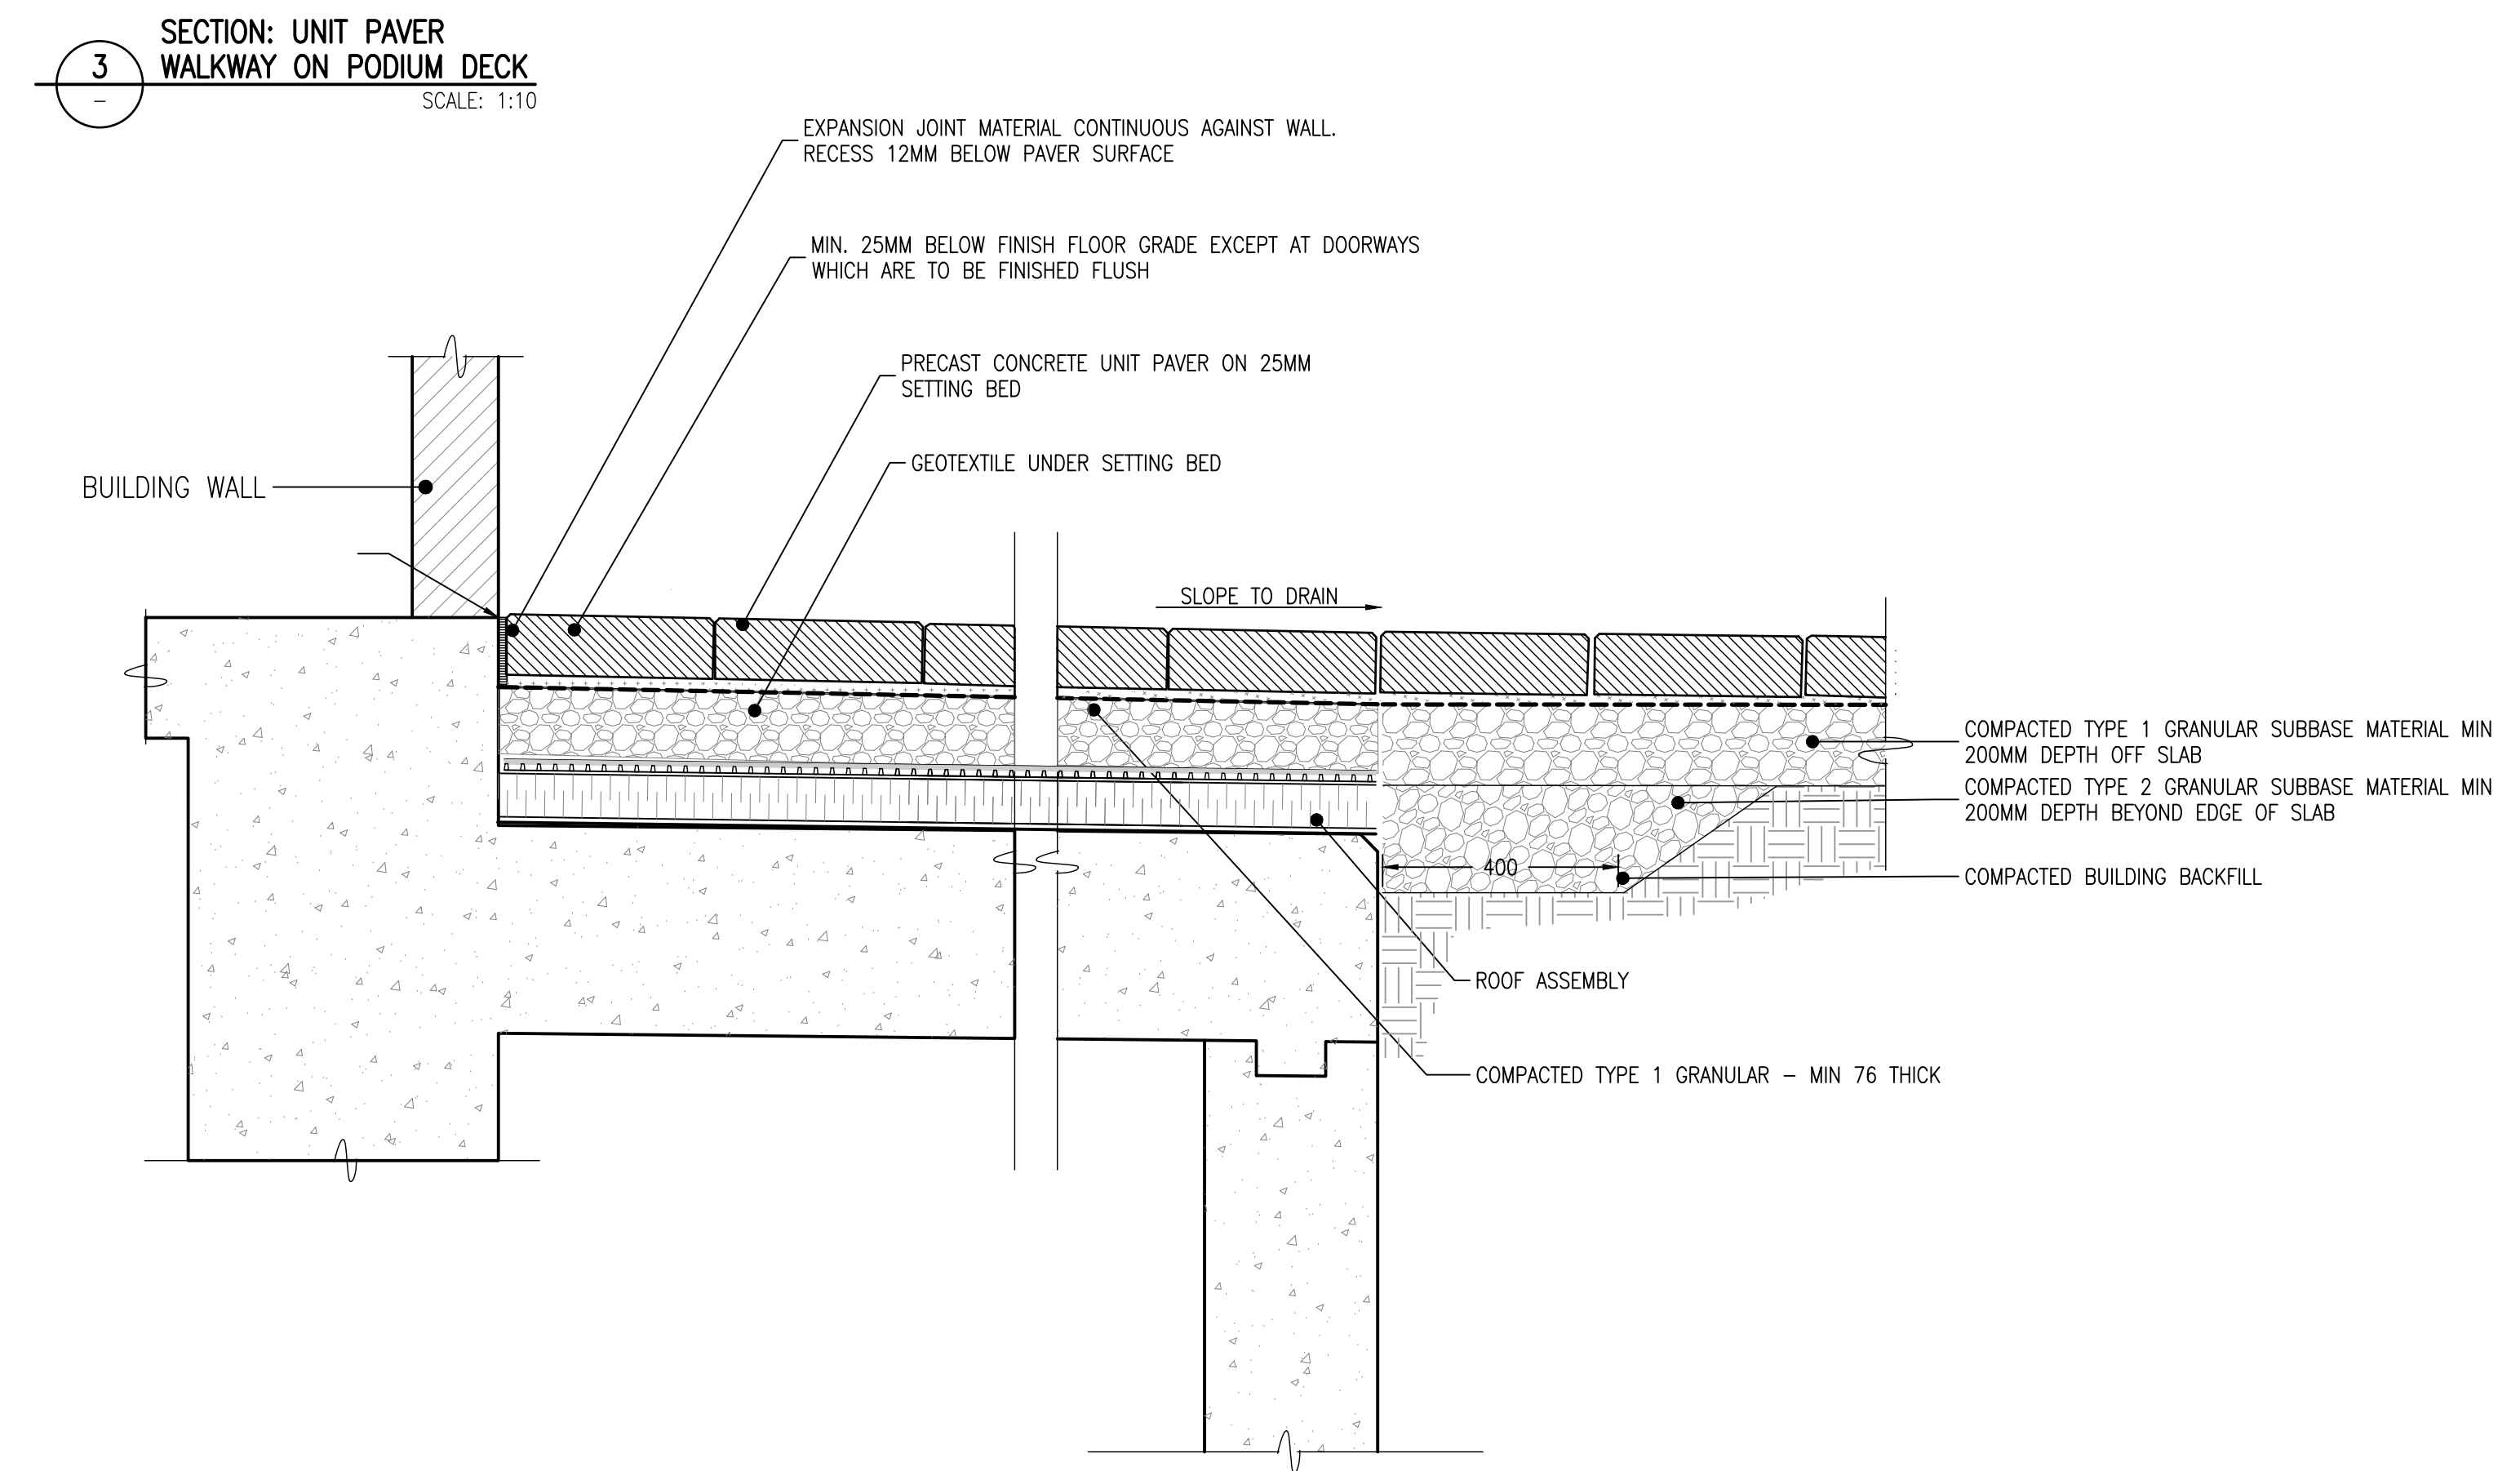 SECTION: UNIT PAVER
WALKWAY ON PODIUM DECK
3
-
SCALE: 1:10
EXPANSION JOINT MATERIAL CONTINUOUS AGAINST WALL.
RECESS 12MM BELOW PAVER SURFACE
MIN. 25MM BELOW FINISH FLOOR GRADE EXCEPT AT DOORWAYS
WHICH ARE TO BE FINISHED FLUSH
PRECAST CONCRETE UNIT PAVER ON 25MM
SETTING BED
GEOTEXTILE UNDER SETTING BED
BUILDING WALL
SLOPE TO DRAIN
COMPACTED TYPE 1 GRANULAR SUBBASE MATERIAL MIN
200MM DEPTH OFF SLAB
COMPACTED TYPE 2 GRANULAR SUBBASE MATERIAL MIN
200MM DEPTH BEYOND EDGE OF SLAB
400
COMPACTED BUILDING BACKFILL
ROOF ASSEMBLY
COMPACTED TYPE 1 GRANULAR – MIN 76 THICK